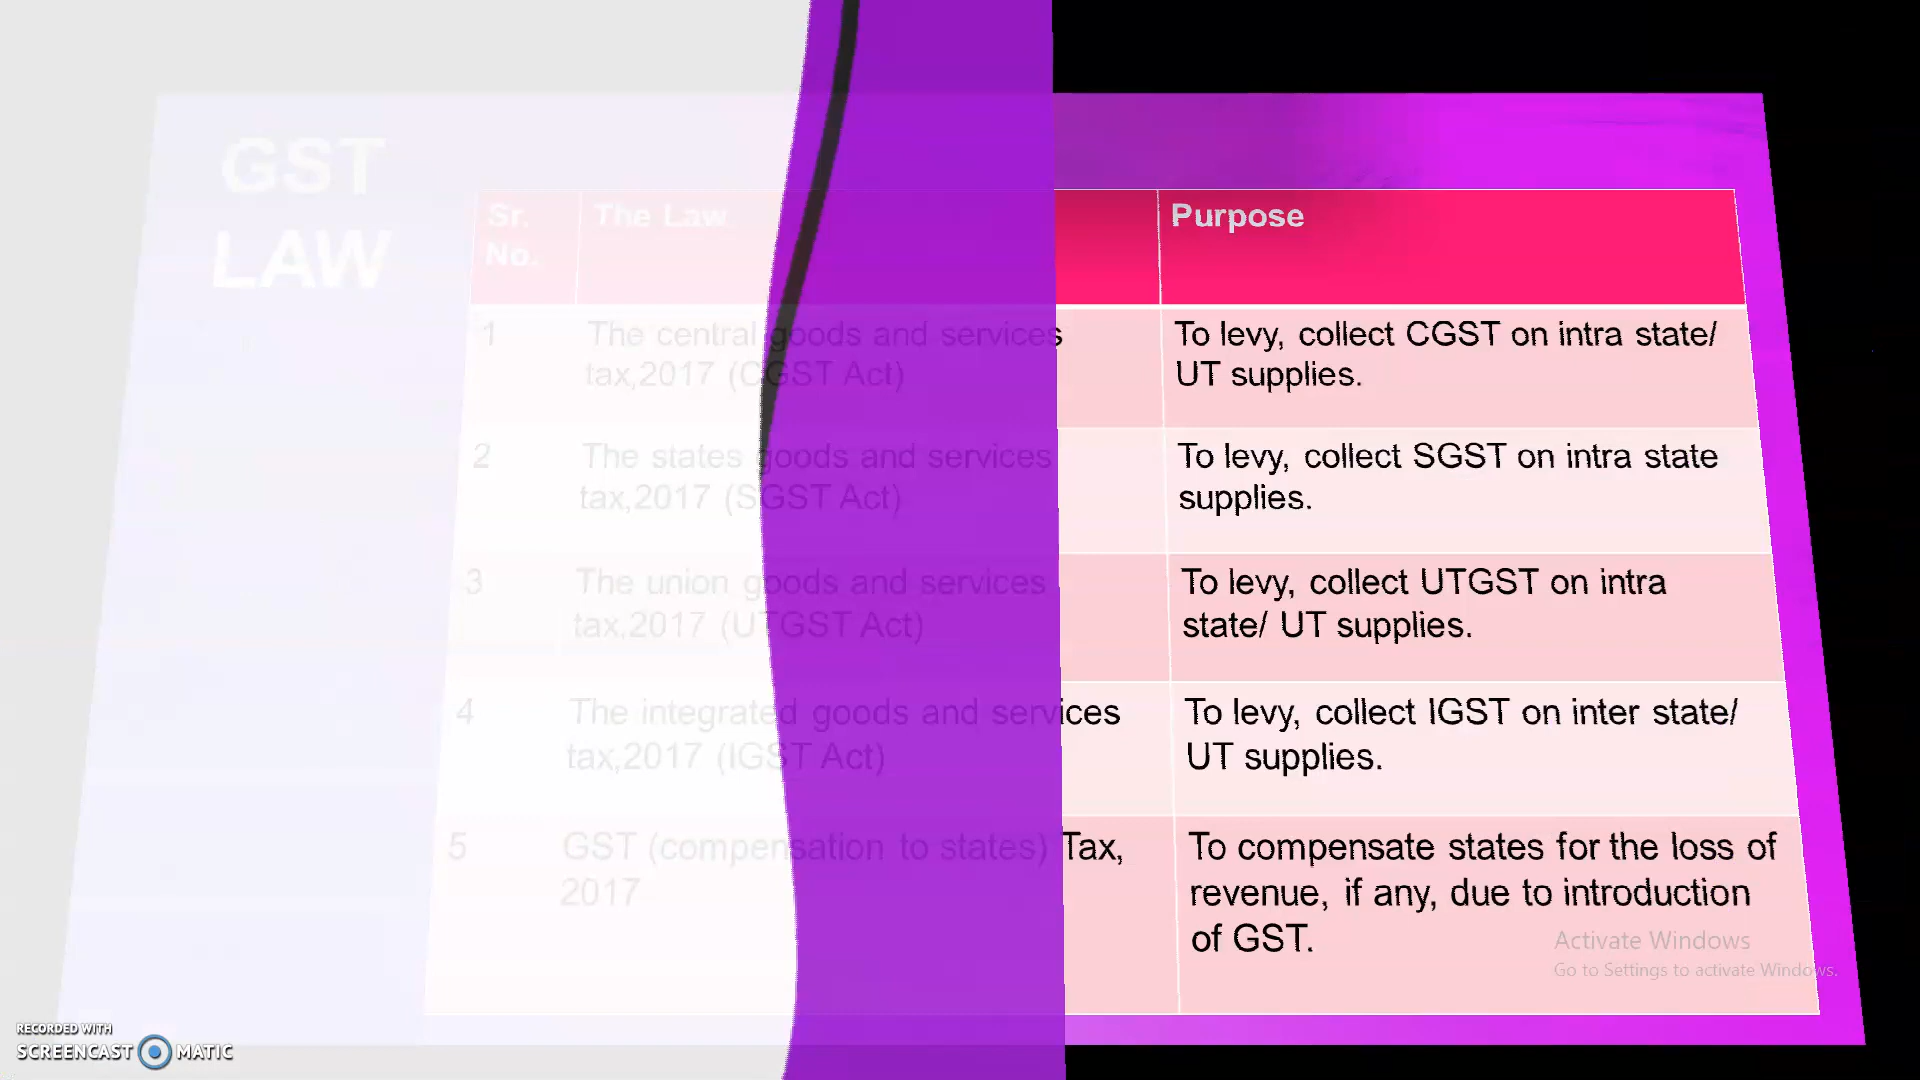 GST
LAW
Sr.
No.
The Law
Purpose
1
The central goods and services
tax,2017 (CGST Act)
To levy, collect CGST on intra state/
UT supplies.
2
The states goods and services
tax,2017 (SGST Act)
To levy, collect SGST on intra state
supplies.
3
The union goods and services
tax,2017 (UTGST Act)
To levy, collect UTGST on intra
state/ UT supplies.
4
The integrated goods and services
tax,2017 (IGST Act)
To levy, collect IGST on inter state/
UT supplies.
5
GST (compensation to states) Tax,
2017
To compensate states for the loss of
revenue, if any, due to introduction
of GST.
Activate Windows
Go to Settings to activate Windows.
RECORDED WITH
SCREENCAST MATIC